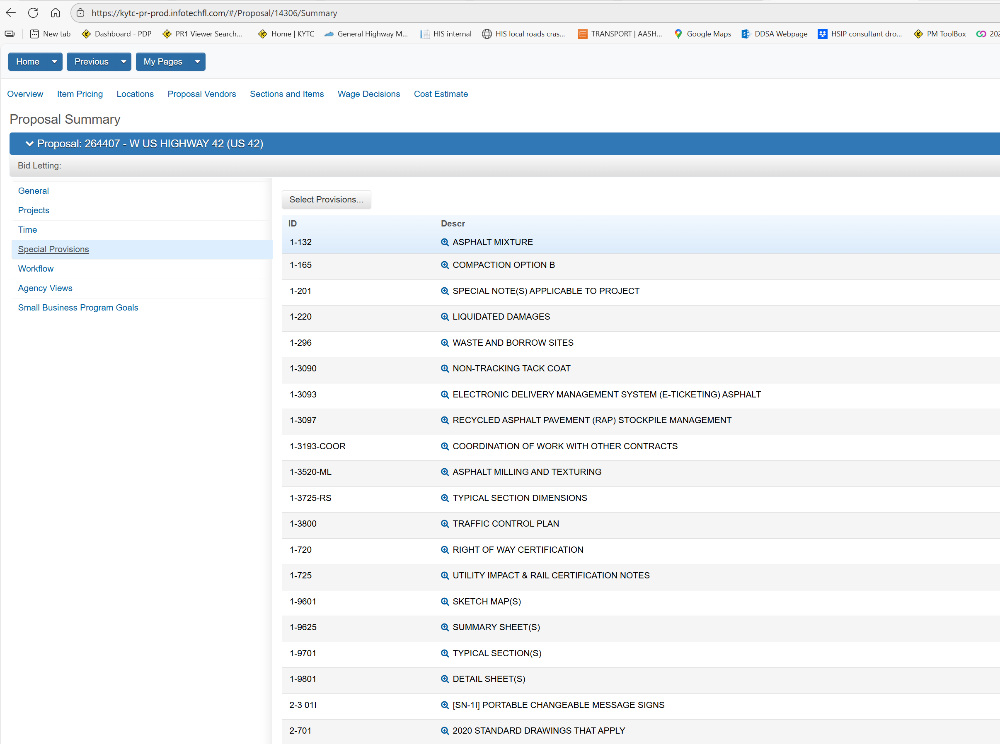 https://kytc-pr-prod.infotechfl.com/#/Proposal/14306/Summary
New tab Dashboard - PDP PR1 Viewer Search... Home | KYTC General Highway M... HIS internal HIS local roads cras... TRANSPORT | AASH... Google Maps DDSA Webpage HSIP consultant dro... PM ToolBox
Home Previous My Pages
Overview Item Pricing Locations Proposal Vendors Sections and Items Wage Decisions Cost Estimate
Proposal Summary
Proposal: 264407 - W US HIGHWAY 42 (US 42)
Bid Letting:
General
Projects
Time
Special Provisions
Workflow
Agency Views
Small Business Program Goals
Select Provisions...
ID Descr
1-132 ASPHALT MIXTURE
1-165 COMPACTION OPTION B
1-201 SPECIAL NOTE(S) APPLICABLE TO PROJECT
1-220 LIQUIDATED DAMAGES
1-296 WASTE AND BORROW SITES
1-3090 NON-TRACKING TACK COAT
1-3093 ELECTRONIC DELIVERY MANAGEMENT SYSTEM (E-TICKETING) ASPHALT
1-3097 RECYCLED ASPHALT PAVEMENT (RAP) STOCKPILE MANAGEMENT
1-3193-COOR COORDINATION OF WORK WITH OTHER CONTRACTS
1-3520-ML ASPHALT MILLING AND TEXTURING
1-3725-RS TYPICAL SECTION DIMENSIONS
1-3800 TRAFFIC CONTROL PLAN
1-720 RIGHT OF WAY CERTIFICATION
1-725 UTILITY IMPACT & RAIL CERTIFICATION NOTES
1-9601 SKETCH MAP(S)
1-9625 SUMMARY SHEET(S)
1-9701 TYPICAL SECTION(S)
1-9801 DETAIL SHEET(S)
2-3 01I [SN-1I] PORTABLE CHANGEABLE MESSAGE SIGNS
2-701 2020 STANDARD DRAWINGS THAT APPLY